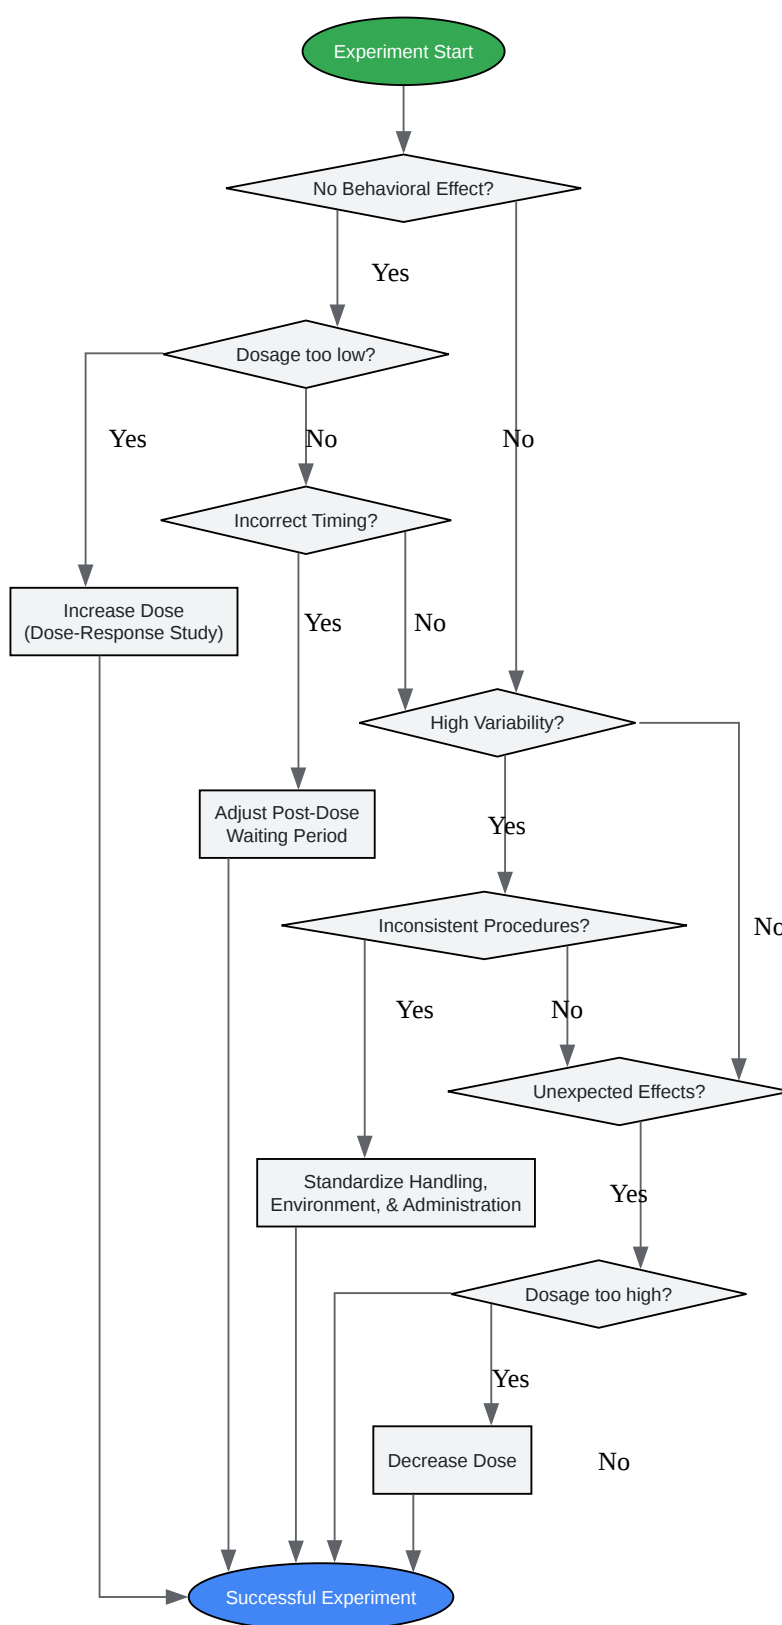 Experiment Start
No Behavioral Effect?
Yes
Dosage too low?
Yes
No
No
Incorrect Timing?
Increase Dose
(Dose-Response Study)
Yes
No
High Variability?
Adjust Post-Dose
Waiting Period
Yes
Inconsistent Procedures?
No
Yes
No
Unexpected Effects?
Standardize Handling,
Environment, & Administration
Yes
Dosage too high?
Yes
Decrease Dose
No
Successful Experiment